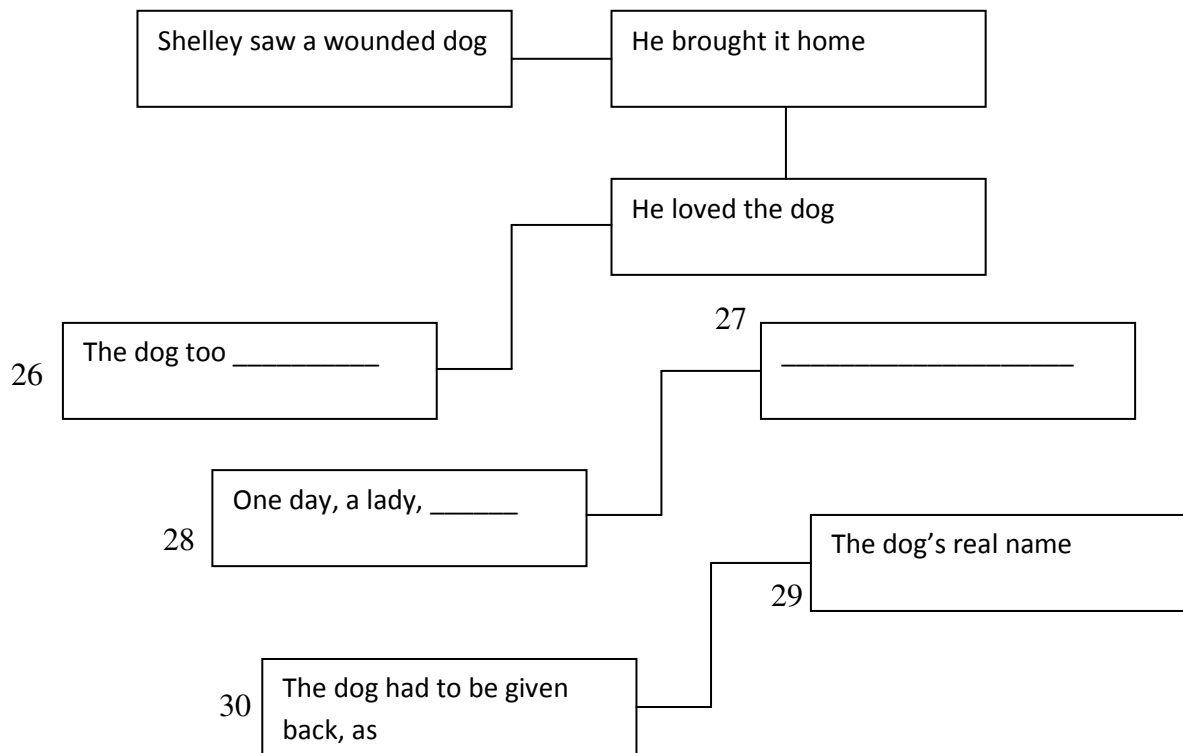 Shelley saw a wounded dog
He brought it home
He loved the dog
26
The dog too __________
27
____________________
28
One day, a lady, ______
29
The dog’s real name
30
The dog had to be given
back, as